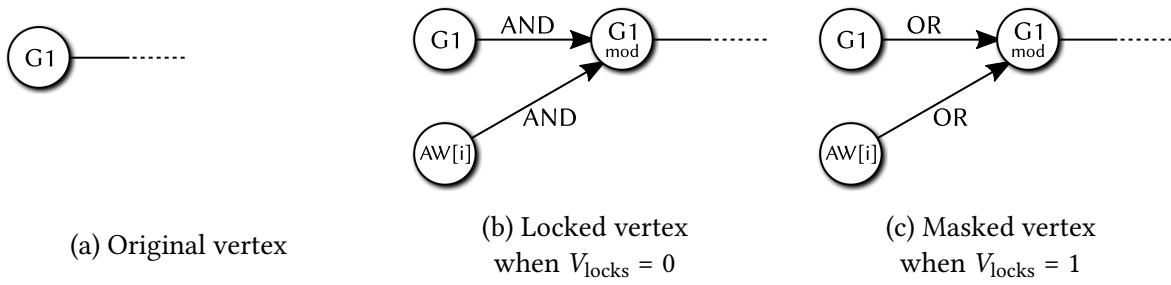 G1
(a) Original vertex
G1
AND
G1
mod
AND
AW[i]
(b) Locked vertex
when V_locks = 0
G1
OR
G1
mod
OR
AW[i]
(c) Masked vertex
when V_locks = 1